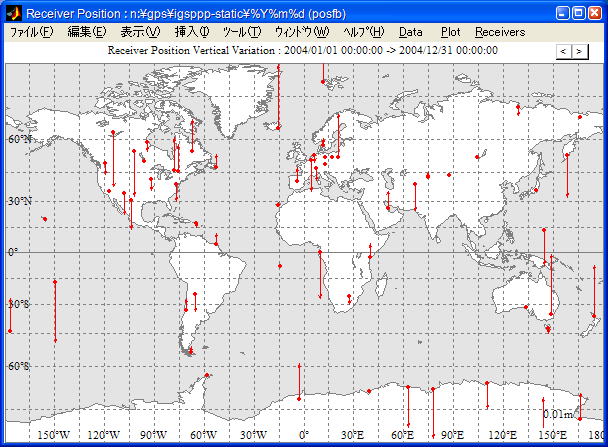 Receiver Position : n:¥gps¥igsppp-static¥%Y%m%d (posfb)
ファイル(F) 編集(E) 表示(V) 挿入(I) ツール(T) ウィンドウ(W) ヘルプ(H) Data Plot Receivers
Receiver Position Vertical Variation : 2004/01/01 00:00:00 -> 2004/12/31 00:00:00 < >
60°N
30°N
0°
30°S
60°S
0.01m
150°W 120°W 90°W 60°W 30°W 0° 30°E 60°E 90°E 120°E 150°E 180